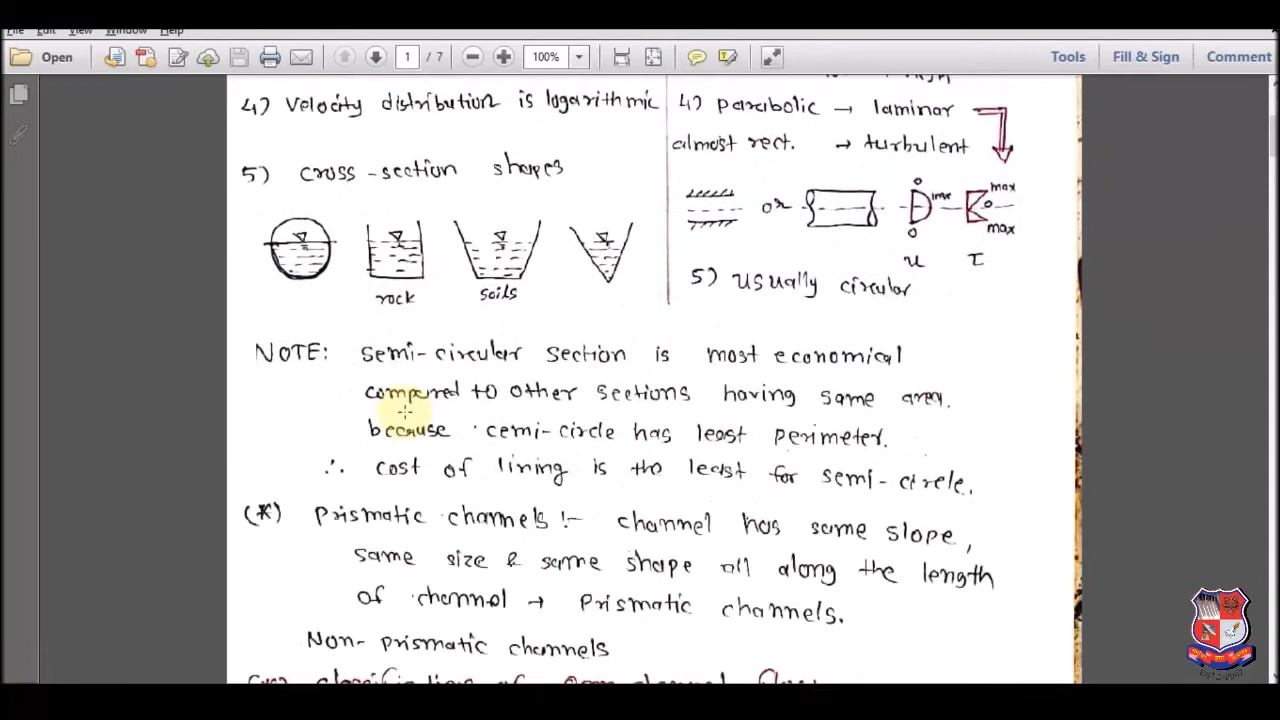 File Edit View Window Help
Open 1 / 7 100% Tools Fill & Sign Comment
4) Velocity distribution is logarithmic
5) cross-section shapes
rock soils
4) parabolic → laminar
almost rect. → turbulent
or
0 max max
0
0 max
u τ
5) Usually circular
NOTE: semi-circular section is most economical
compared to other sections having same area.
because cemi-circle has least perimeter.
∴ cost of lining is the least for semi-circle.
(*) Prismatic channels :- channel has same slope,
same size & same shape all along the length
of channel → Prismatic channels.
Non-prismatic channels